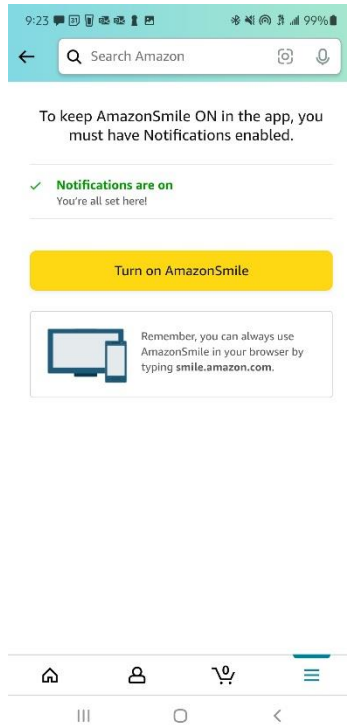 9:23
99%
Search Amazon
To keep AmazonSmile ON in the app, you
must have Notifications enabled.
Notifications are on
You're all set here!
Turn on AmazonSmile
Remember, you can always use
AmazonSmile in your browser by
typing smile.amazon.com.
0